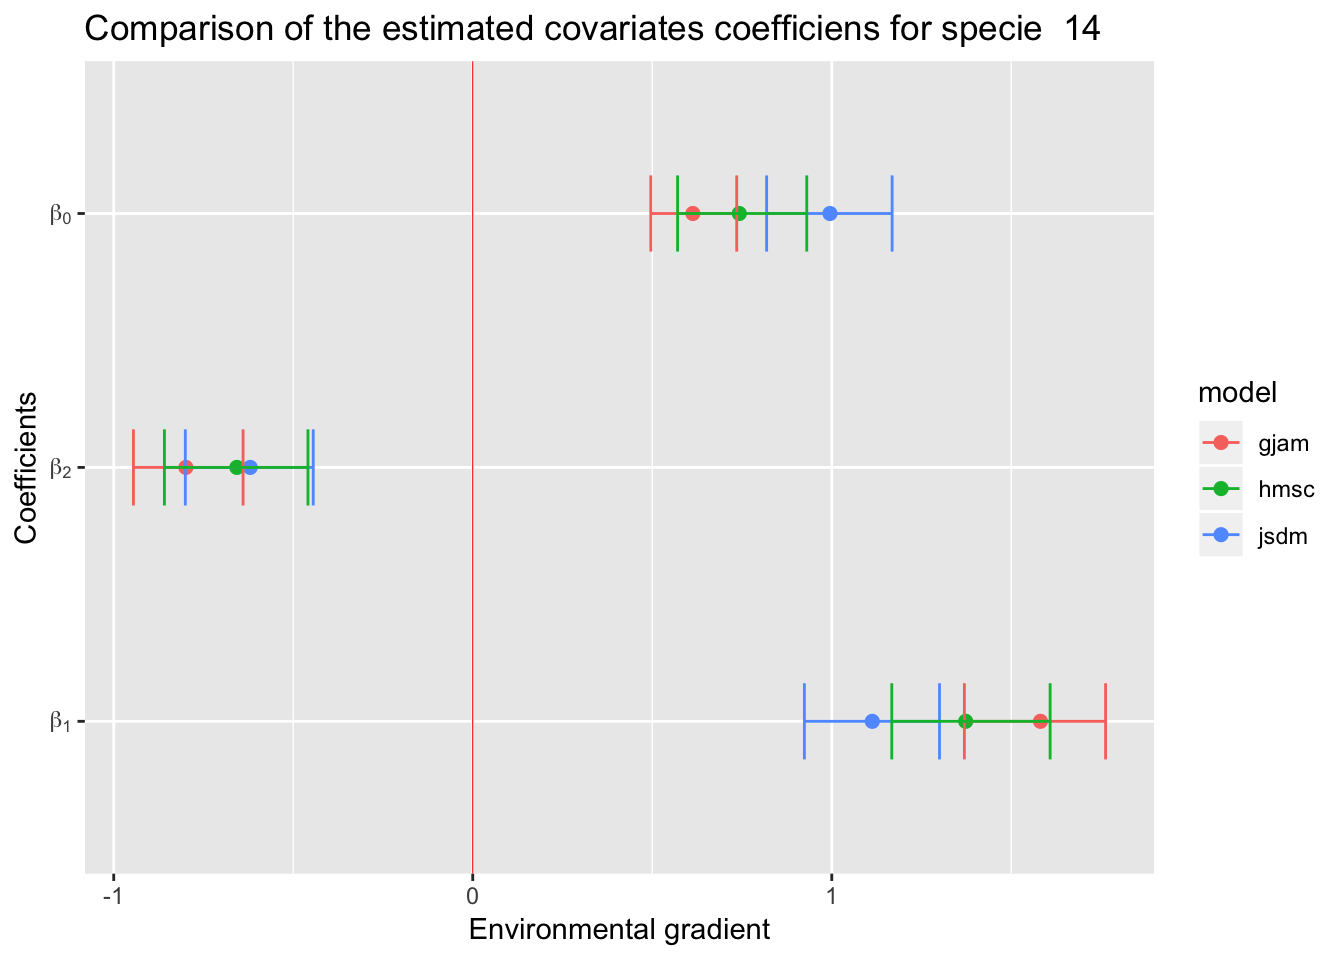 Comparison of the estimated covariates coefficiens for specie  14
β₀
β₂
β₁
Coefficients
-1 0 1
Environmental gradient
model
gjam
hmsc
jsdm